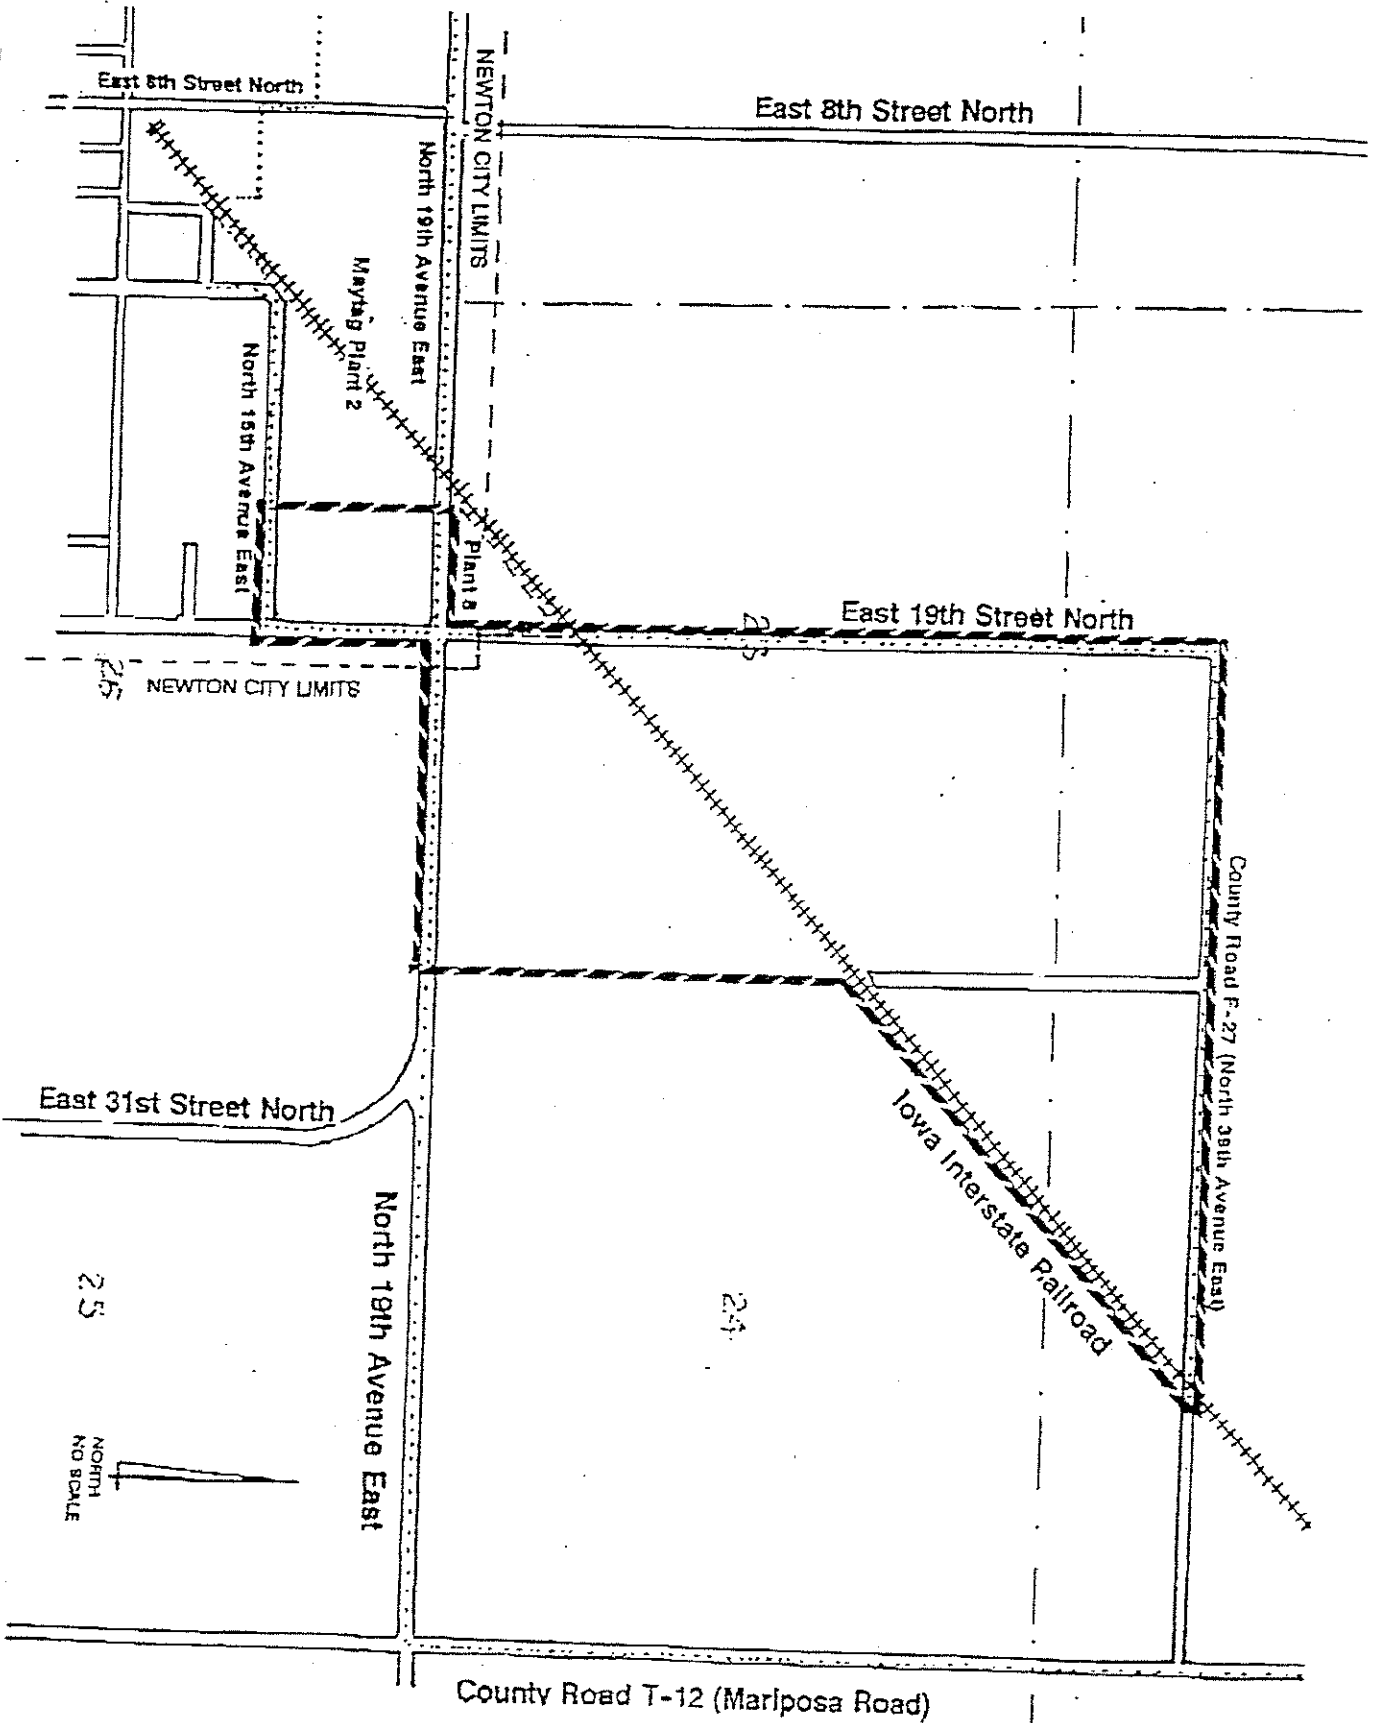 East 8th Street North
East 8th Street North
NEWTON CITY LIMITS
North 19th Avenue East
Maytag Plant 2
North 15th Avenue East
Plant 8
East 19th Street North
23
26
NEWTON CITY LIMITS
County Road F-27 (North 39th Avenue East)
East 31st Street North
Iowa Interstate Railroad
North 19th Avenue East
25
24
NORTH
NO SCALE
County Road T-12 (Mariposa Road)